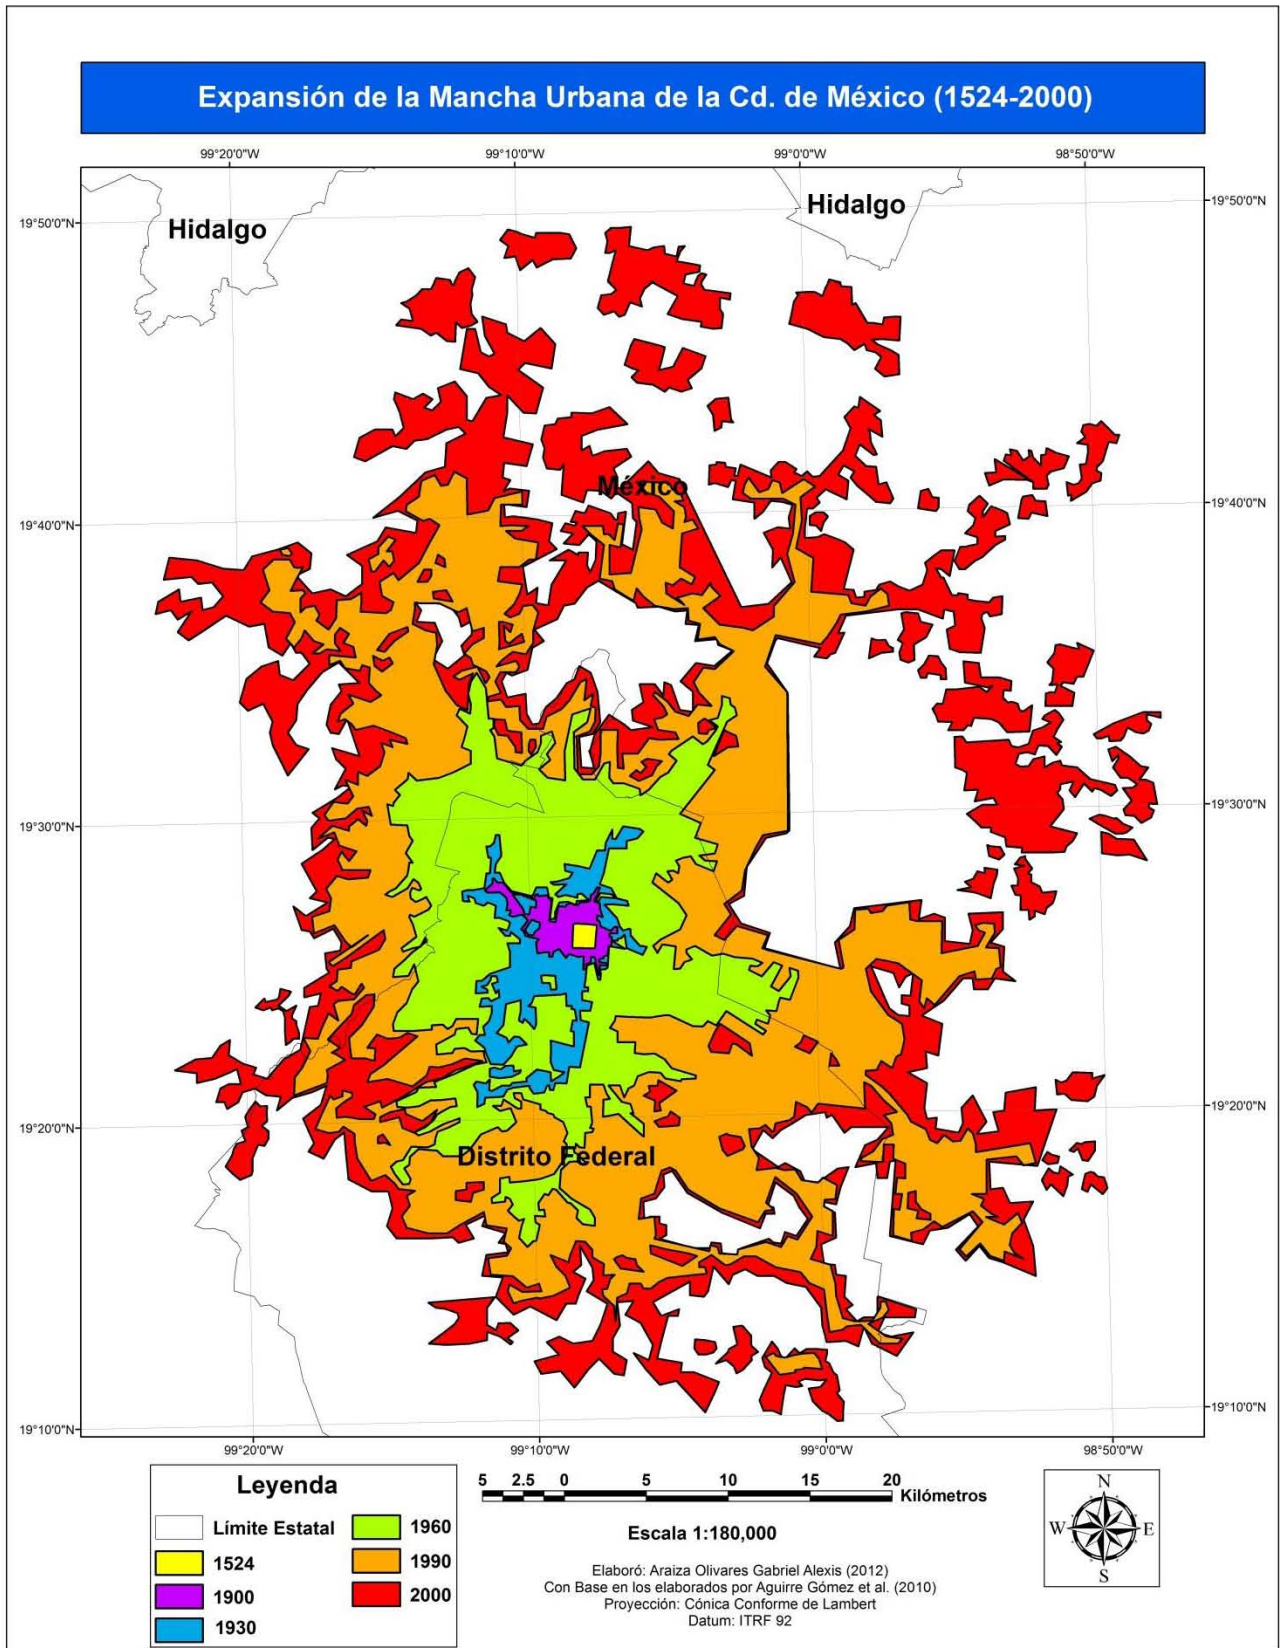 Expansión de la Mancha Urbana de la Cd. de México (1524-2000)
99°20'0"W 99°10'0"W 99°0'0"W 98°50'0"W
19°50'0"N
19°50'0"N
Hidalgo
Hidalgo
México
19°40'0"N
19°40'0"N
19°30'0"N
19°30'0"N
19°20'0"N
19°20'0"N
Distrito Federal
19°10'0"N
19°10'0"N
99°20'0"W 99°10'0"W 99°0'0"W 98°50'0"W
Leyenda
Límite Estatal
1524
1900
1930
1960
1990
2000
5 2.5 0 5 10 15 20
Kilómetros
Escala 1:180,000
Elaboró: Araiza Olivares Gabriel Alexis (2012)
Con Base en los elaborados por Aguirre Gómez et al. (2010)
Proyección: Cónica Conforme de Lambert
Datum: ITRF 92
N
W E
S